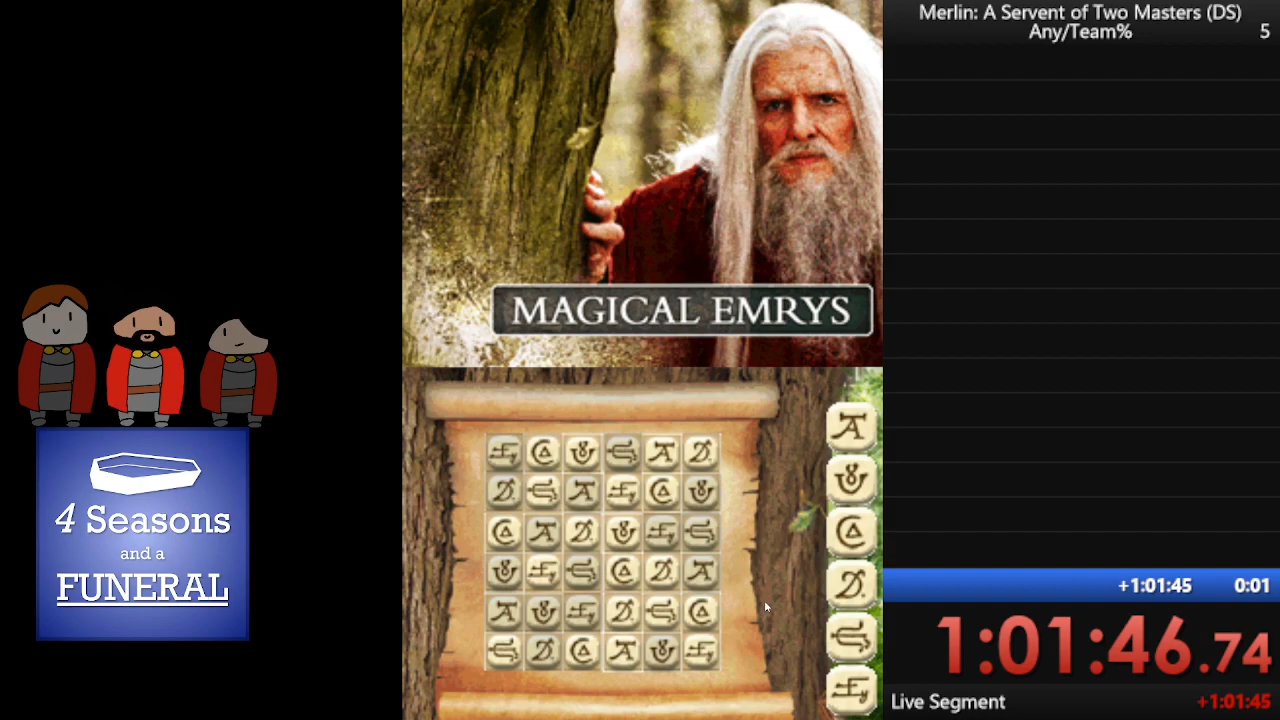 4 Seasons
and a
FUNERAL
MAGICAL EMRYS
Merlin: A Servent of Two Masters (DS)
Any/Team%
5
+1:01:45 0:01
1:01:46.74
Live Segment +1:01:45